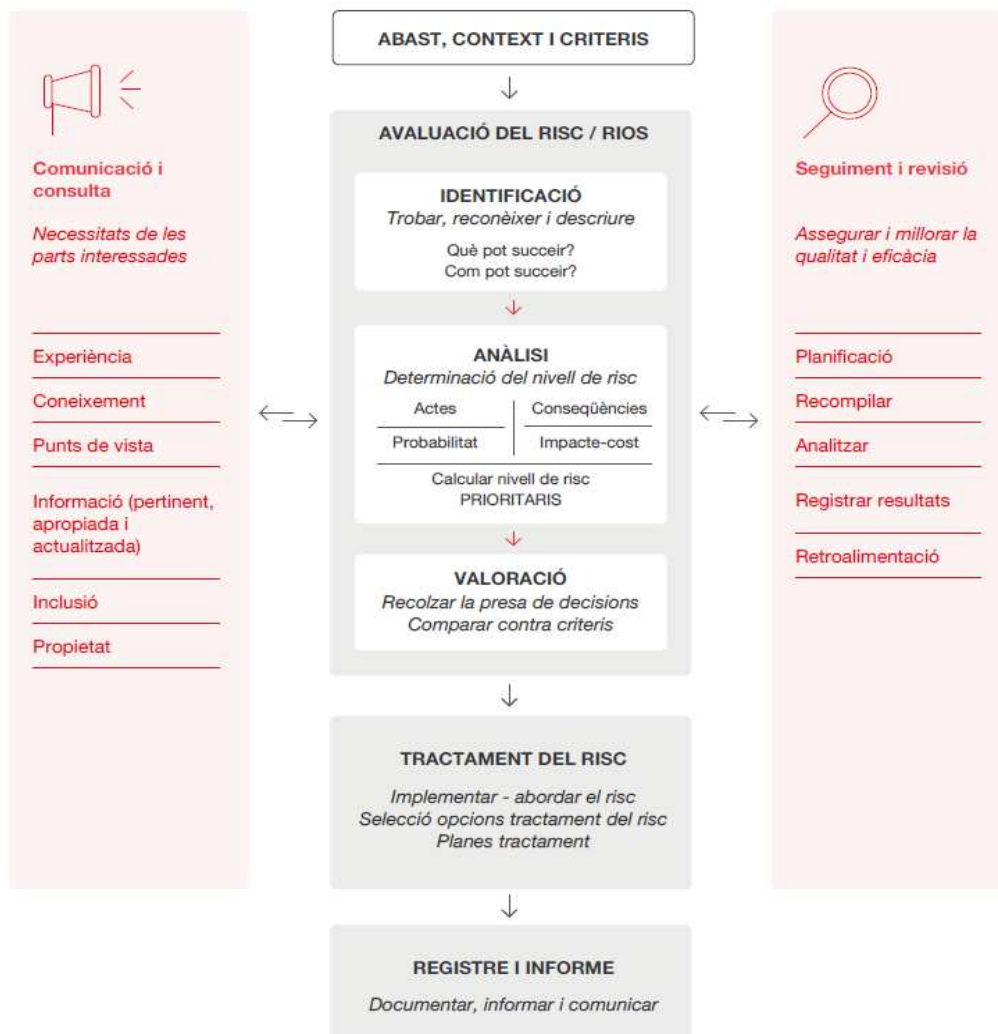 ABAST, CONTEXT I CRITERIS
Comunicació i
consulta
Necessitats de les
parts interessades
Experiència
Coneixement
Punts de vista
Informació (pertinent,
apropiada i
actualitzada)
Inclusió
Propietat
AVALUACIÓ DEL RISC / RIOS
IDENTIFICACIÓ
Trobar, reconèixer i descriure
Què pot succeir?
Com pot succeir?
ANÀLISI
Determinació del nivell de risc
Actes
Conseqüències
Probabilitat
Impacte-cost
Calcular nivell de risc
PRIORITARIS
VALORACIÓ
Recolzar la presa de decisions
Comparar contra criteris
TRACTAMENT DEL RISC
Implementar - abordar el risc
Selecció opcions tractament del risc
Planes tractament
REGISTRE I INFORME
Documentar, informar i comunicar
Seguiment i revisió
Assegurar i millorar la
qualitat i eficàcia
Planificació
Recompilar
Analitzar
Registrar resultats
Retroalimentació